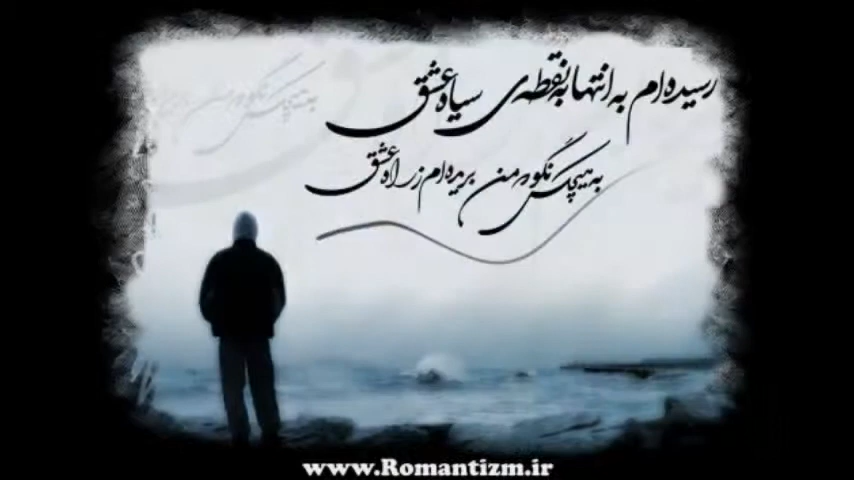 رسیده‌ام به انتها به نقطه‌ی سیاه عشق
به هیچکس نگو که من بریده‌ام ز راه عشق
www.Romantizm.ir